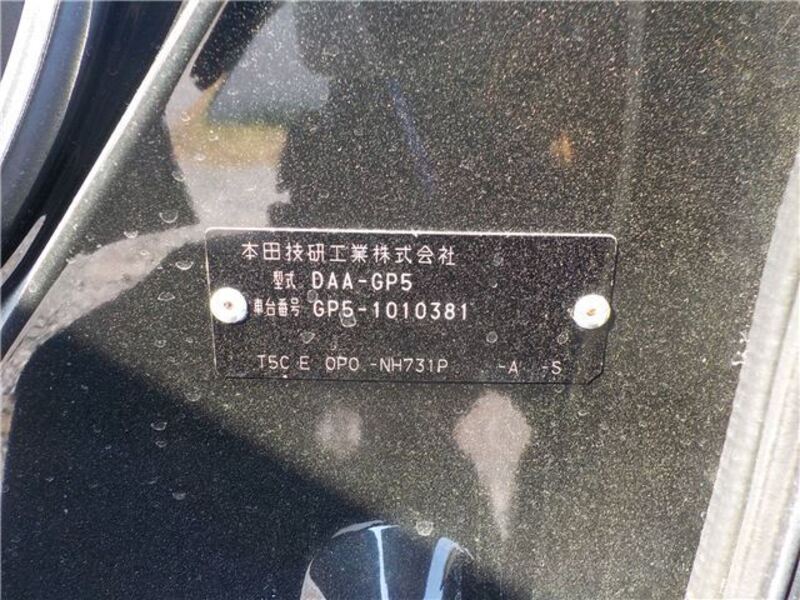 本田技研工業株式会社
型式 DAA-GP5
車台番号 GP5-1010381
T5C E 0P0 -NH731P -A -S